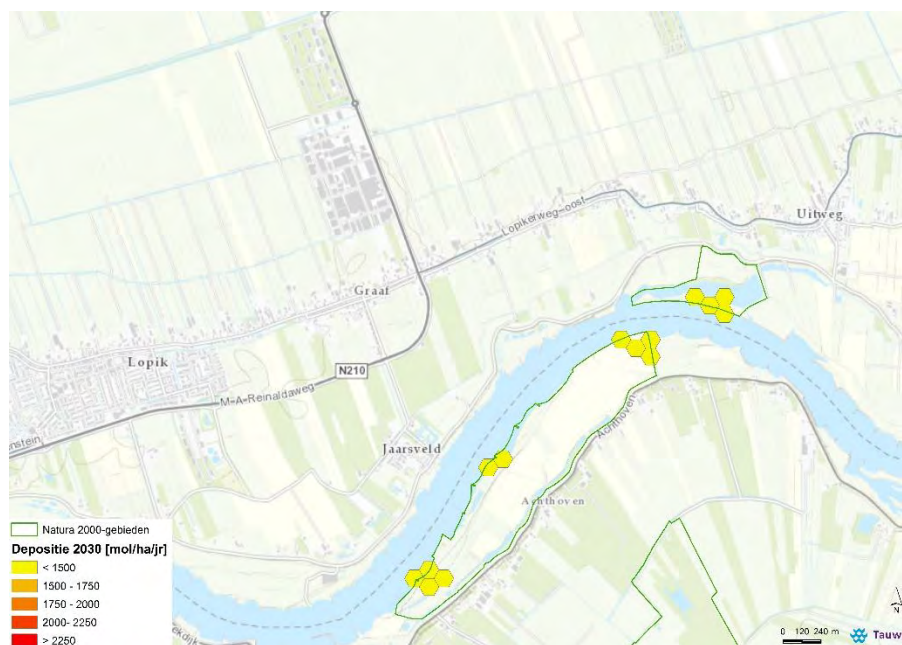 Uitweg
Lopikerweg-oost
Graaf
Lopik
N210
M-A-Reinaldaweg
Jaarsveld
Achthoven
Achthoven
Natura 2000-gebieden
Depositie 2030 [mol/ha/jr]
< 1500
1500 - 1750
1750 - 2000
2000- 2250
> 2250
0 120 240 m
N
Tauw